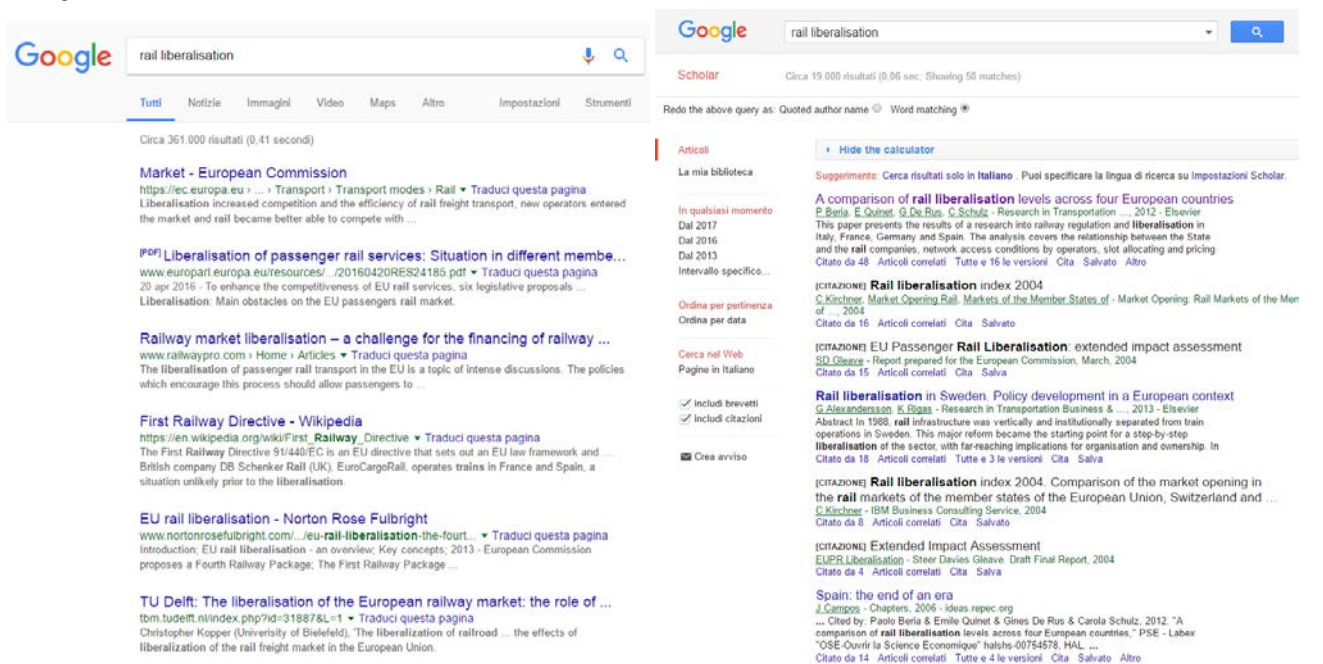 Google
rail liberalisation
Tutti Notizie Immagini Video Maps Altro Impostazioni Strumenti
Circa 361.000 risultati (0,41 secondi)
Market - European Commission
https://ec.europa.eu › ... › Transport › Transport modes › Rail ▼ Traduci questa pagina
Liberalisation increased competition and the efficiency of rail freight transport, new operators entered
the market and rail became better able to compete with ...
[PDF] Liberalisation of passenger rail services: Situation in different membe...
www.europarl.europa.eu/resources/.../20160420RES24185.pdf ▼ Traduci questa pagina
20 apr 2016 - To enhance the competitiveness of EU rail services, six legislative proposals ...
Liberalisation: Main obstacles on the EU passengers rail market.
Railway market liberalisation – a challenge for the financing of railway ...
www.railwaypro.com › Home › Articles ▼ Traduci questa pagina
The liberalisation of passenger rail transport in the EU is a topic of intense discussions. The policies
which encourage this process should allow passengers to ...
First Railway Directive - Wikipedia
https://en.wikipedia.org/wiki/First_Railway_Directive ▼ Traduci questa pagina
The First Railway Directive 91/440/EC is an EU directive that sets out an EU law framework and ....
British company DB Schenker Rail (UK), EuroCargoRail, operates trains in France and Spain, a
situation unlikely prior to the liberalisation.
EU rail liberalisation - Norton Rose Fulbright
www.nortonrosefulbright.com/.../eu-rail-liberalisation-the-fourt... ▼ Traduci questa pagina
Introduction; EU rail liberalisation - an overview; Key concepts; 2013 - European Commission
proposes a Fourth Railway Package; The First Railway Package ...
TU Delft: The liberalisation of the European railway market: the role of ...
tbm.tudelft.nl/index.php?id=31887&L=1 ▼ Traduci questa pagina
Christopher Kopper (Univerisity of Bielefeld), 'The liberalization of railroad ... the effects of
liberalization of the rail freight market in the European Union.
Google
rail liberalisation
Scholar Circa 19.000 risultati (0,06 sec; Showing 50 matches)
Redo the above query as: Quoted author name Word matching
Articoli
La mia biblioteca
In qualsiasi momento
Dal 2017
Dal 2016
Dal 2013
Intervallo specifico...
Ordina per pertinenza
Ordina per data
Cerca nel Web
Pagine in Italiano
includi brevetti
includi citazioni
Crea avviso
Hide the calculator
Suggerimento: Cerca risultati solo in Italiano . Puoi specificare la lingua di ricerca su Impostazioni Scholar.
A comparison of rail liberalisation levels across four European countries
P Beria, E Quinet, G De Rus, C Schulz - Research in Transportation ..., 2012 - Elsevier
This paper presents the results of a research into railway regulation and liberalisation in
Italy, France, Germany and Spain. The analysis covers the relationship between the State
and the rail companies, network access conditions by operators, slot allocating and pricing
Citato da 48 Articoli correlati Tutte e 16 le versioni Cita Salvato Altro
[CITAZIONE] Rail liberalisation index 2004
C Kirchner, Market Opening Rail, Markets of the Member States of - Market Opening: Rail Markets of the Men
of ..., 2004
Citato da 16 Articoli correlati Cita Salvato
[CITAZIONE] EU Passenger Rail Liberalisation: extended impact assessment
SD Gleave - Report prepared for the European Commission, March, 2004
Citato da 15 Articoli correlati Cita Salva
Rail liberalisation in Sweden. Policy development in a European context
G Alexandersson, K Rigas - Research in Transportation Business & ..., 2013 - Elsevier
Abstract In 1988, rail infrastructure was vertically and institutionally separated from train
operations in Sweden. This major reform became the starting point for a step-by-step
liberalisation of the sector, with far-reaching implications for organisation and ownership. In
Citato da 18 Articoli correlati Tutte e 3 le versioni Cita Salva
[CITAZIONE] Rail liberalisation index 2004. Comparison of the market opening in
the rail markets of the member states of the European Union, Switzerland and ...
C Kirchner - IBM Business Consulting Service, 2004
Citato da 8 Articoli correlati Cita Salvato
[CITAZIONE] Extended Impact Assessment
EUPR Liberalisation - Steer Davies Gleave. Draft Final Report, 2004
Citato da 4 Articoli correlati Cita Salva
Spain: the end of an era
J Campos - Chapters, 2006 - ideas.repec.org
... Cited by: Paolo Beria & Emile Quinet & Gines De Rus & Carola Schulz, 2012. "A
comparison of rail liberalisation levels across four European countries," PSE - Labex
"OSE-Ouvrir la Science Economique" halshs-00754578, HAL. ...
Citato da 14 Articoli correlati Tutte e 4 le versioni Cita Salvato Altro